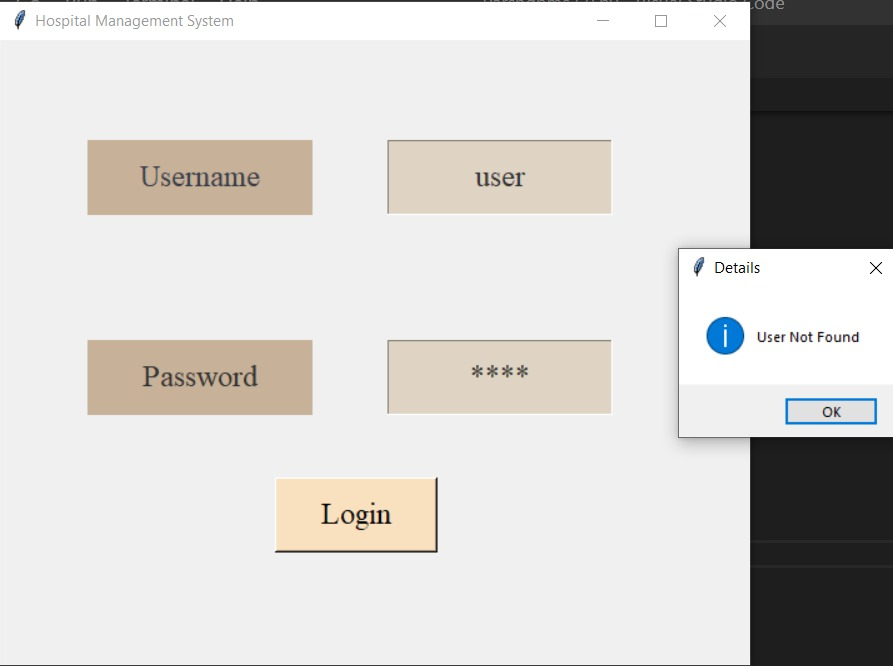 Hospital Management System
Username
user
Details
User Not Found
OK
Password
****
Login